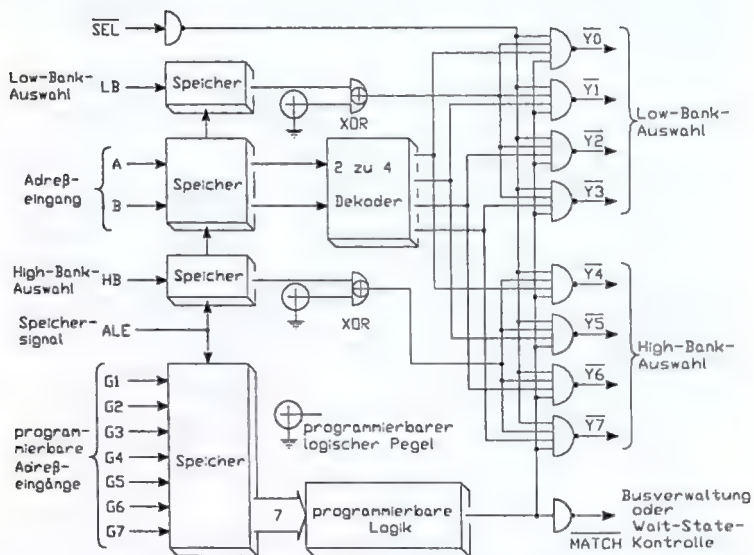 SEL
Y0
Low-Bank-
Auswahl
LB
Speicher
XOR
Y1
Low-Bank-
Auswahl
A
Adreß-
eingang
B
Speicher
2 zu 4
Dekoder
Y2
Y3
High-Bank-
Auswahl
HB
Speicher
XOR
Y4
Speicher-
signal
ALE
Y5
High-Bank-
Auswahl
Y6
Y7
G1
G2
G3
G4
G5
G6
G7
program-
mierbare
Adreß-
eingänge
Speicher
programmierbarer
logischer Pegel
7
programmierbare
Logik
Busverwaltung
oder
Wait-State-
Kontrolle
MATCH